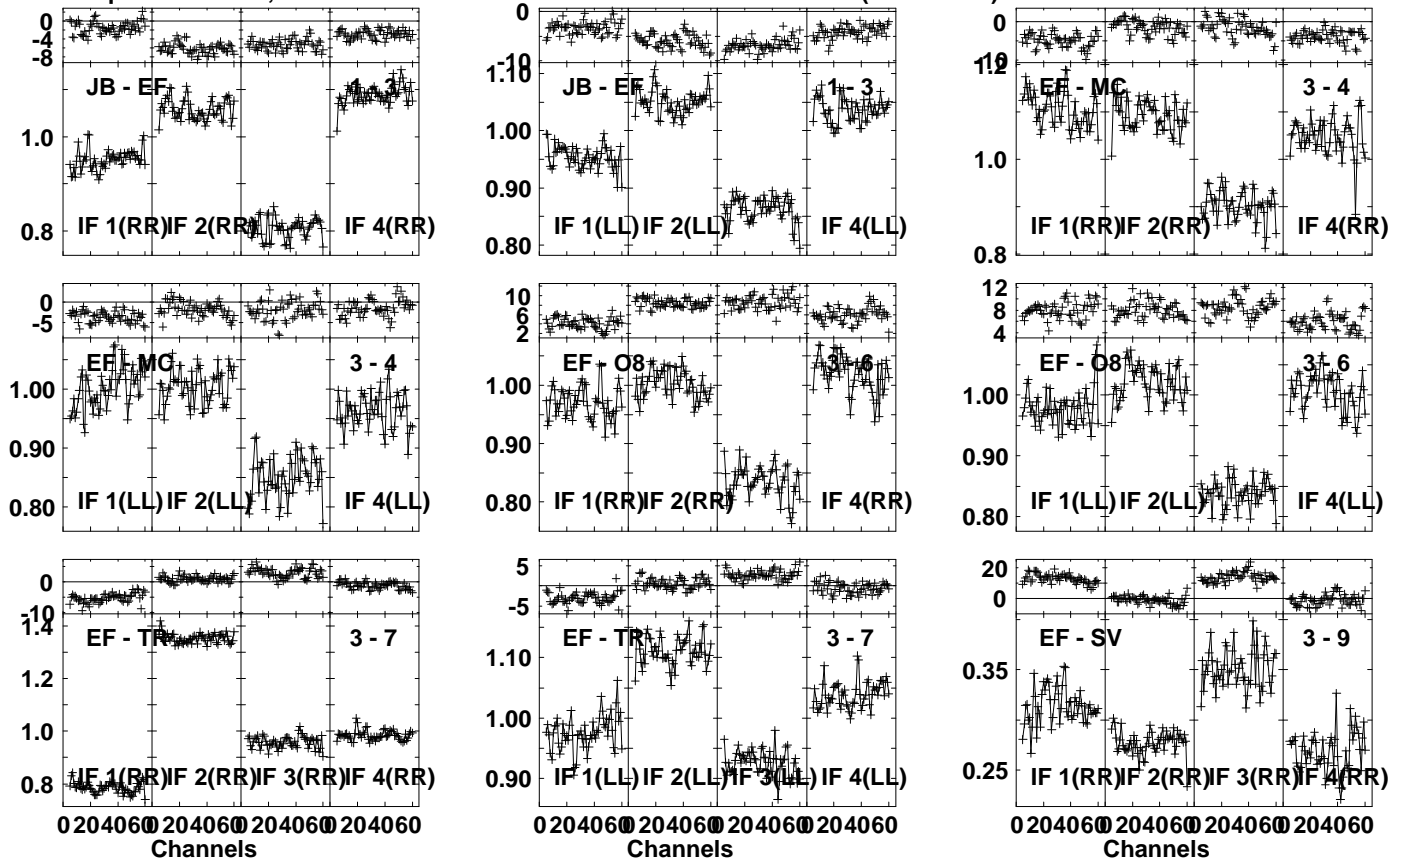 0
-4
-8
JB - EF
1 - 3
1.0
0.8
IF 1(RR) IF 2(RR) IF 4(RR)
0
-10
1.10
JB - EF
1 - 3
1.00
0.90
0.80
IF 1(LL) IF 2(LL) IF 4(LL)
0
-10
1.2
EF - MC
3 - 4
1.0
0.8
IF 1(RR) IF 2(RR) IF 4(RR)
0
-5
EF - MC
3 - 4
1.00
0.90
0.80
IF 1(LL) IF 2(LL) IF 4(LL)
10
6
2
EF - O8
3 - 6
1.00
0.90
0.80
IF 1(RR) IF 2(RR) IF 4(RR)
12
8
4
EF - O8
3 - 6
1.00
0.90
0.80
IF 1(LL) IF 2(LL) IF 4(LL)
0
-10
1.4
EF - TR
3 - 7
1.2
1.0
0.8
IF 1(RR) IF 2(RR) IF 3(RR) IF 4(RR)
0 20 40 60 0 20 40 60 0 20 40 60 0 20 40 60
Channels
5
-5
EF - TR
3 - 7
1.10
1.00
0.90
IF 1(LL) IF 2(LL) IF 3(LL) IF 4(LL)
0 20 40 60 0 20 40 60 0 20 40 60 0 20 40 60
Channels
20
0
EF - SV
3 - 9
0.35
0.25
IF 1(RR) IF 2(RR) IF 3(RR) IF 4(RR)
0 20 40 60 0 20 40 60 0 20 40 60 0 20 40 60
Channels